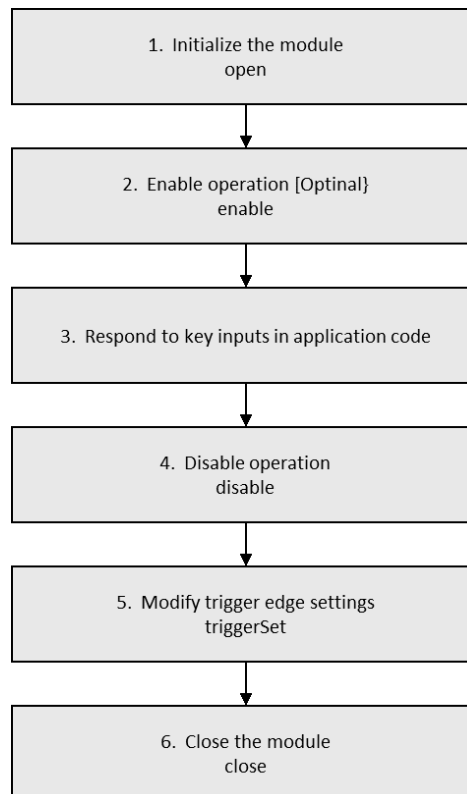 1. Initialize the module
open
2. Enable operation [Optinal}
enable
3. Respond to key inputs in application code
4. Disable operation
disable
5. Modify trigger edge settings
triggerSet
6. Close the module
close